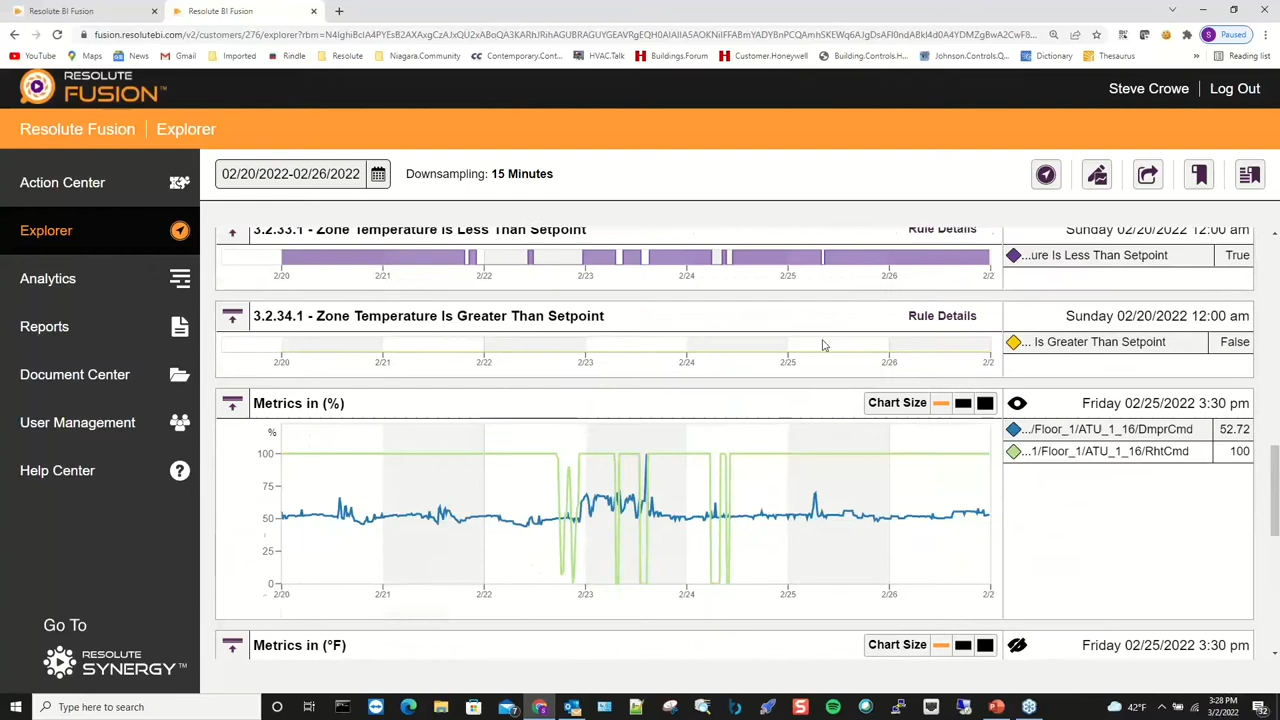 Resolute BI Fusion
Resolute BI Fusion
fusion.resolutebi.com/v2/customers/276/explorer?rbm=
Paused
YouTube
Maps
News
Gmail
Imported
Kindle
Resolute
Niagara.Community
Contemporary.Cont...
HVAC.Talk
Buildings.Forum
Customer.Honeywell
Building.Controls.H...
Johnson.Controls.Q...
Dictionary
Thesaurus
Reading list
RESOLUTE
FUSION™
Steve Crowe
Log Out
Resolute Fusion
Explorer
Action Center
Explorer
Analytics
Reports
Document Center
User Management
Help Center
Go To
RESOLUTE
SYNERGY™
02/20/2022-02/26/2022
Downsampling: 15 Minutes
3.2.33.1 - Zone Temperature Is Less Than Setpoint
Rule Details
Sunday 02/20/2022 12:00 am
...ure Is Less Than Setpoint
True
2/20 2/21 2/22 2/23 2/24 2/25 2/26 2/2
3.2.34.1 - Zone Temperature Is Greater Than Setpoint
Rule Details
Sunday 02/20/2022 12:00 am
... Is Greater Than Setpoint
False
2/20 2/21 2/22 2/23 2/24 2/25 2/26 2/2
Metrics in (%)
Chart Size
Friday 02/25/2022 3:30 pm
.../Floor_1/ATU_1_16/DmprCmd
52.72
...1/Floor_1/ATU_1_16/RhtCmd
100
%
100
75
50
25
0
2/20 2/21 2/22 2/23 2/24 2/25 2/26 2/2
Metrics in (°F)
Chart Size
Friday 02/25/2022 3:30 pm
Type here to search
42°F
3:28 PM
3/2/2022